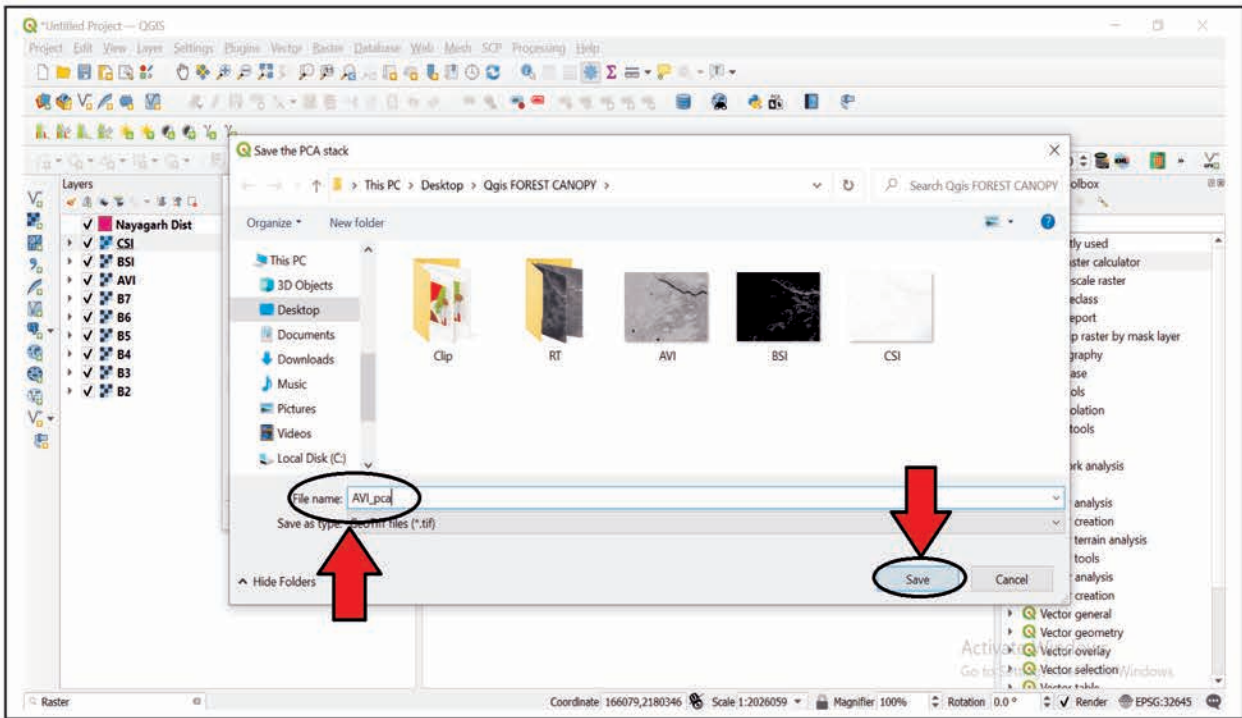 *Untitled Project — QGIS
Project Edit View Layer Settings Plugins Vector Raster Database Web Mesh SCP Processing Help
Save the PCA stack
This PC > Desktop > Qgis FOREST CANOPY >
Search Qgis FOREST CANOPY
olbox
Layers
Organize
New folder
Nayagarh Dist
CSI
BSI
AVI
B7
B6
B5
B4
B3
B2
This PC
3D Objects
Desktop
Documents
Downloads
Music
Pictures
Videos
Local Disk (C:)
Clip
RT
AVI
BSI
CSI
tly used
ster calculator
escale raster
eclass
eport
p raster by mask layer
graphy
ase
ols
olation
tools
ork analysis
analysis
creation
terrain analysis
tools
analysis
creation
Vector general
Vector geometry
Vector overlay
Vector selection
Vector table
File name: AVI_pca
Save as type: GeoTiff files (*.tif)
Hide Folders
Save
Cancel
Raster
Coordinate 166079,2180346 Scale 1:2026059 Magnifier 100% Rotation 0.0 ° Render EPSG:32645